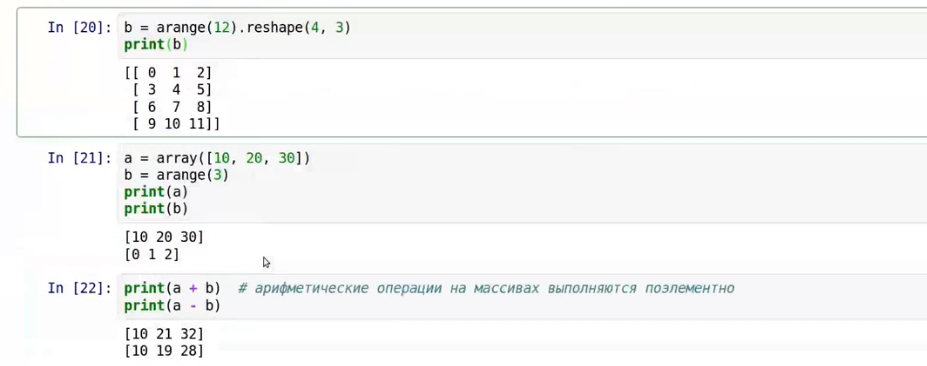 In [20]: b = arange(12).reshape(4, 3)
print(b)
[[ 0  1  2]
 [ 3  4  5]
 [ 6  7  8]
 [ 9 10 11]]
In [21]: a = array([10, 20, 30])
b = arange(3)
print(a)
print(b)
[10 20 30]
[0 1 2]
In [22]: print(a + b)  # арифметические операции на массивах выполняются поэлементно
print(a - b)
[10 21 32]
[10 19 28]